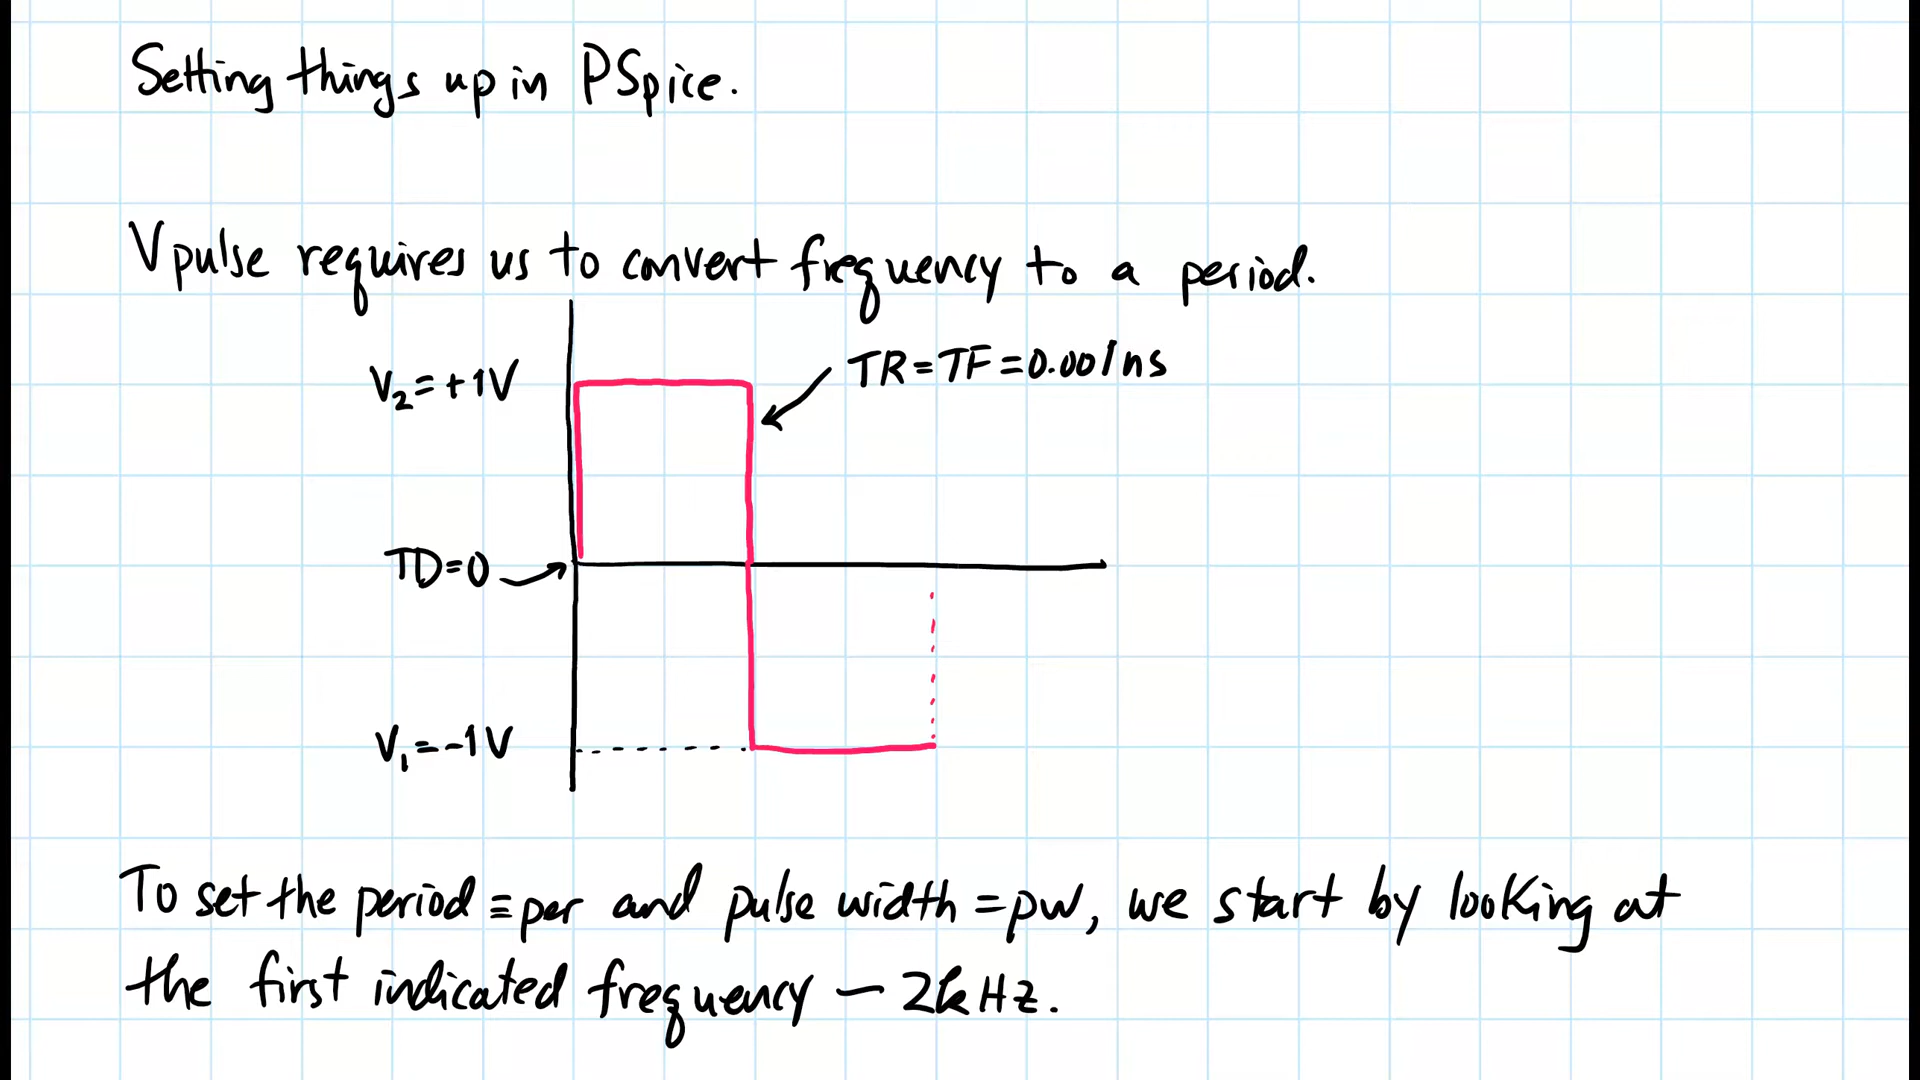 Setting things up in PSpice.
Vpulse requires us to convert frequency to a period.
V2=+1V
TR=TF=0.001ns
TD=0
V1=-1V
To set the period ≡ per and pulse width = pw, we start by looking at
the first indicated frequency – 2kHz.